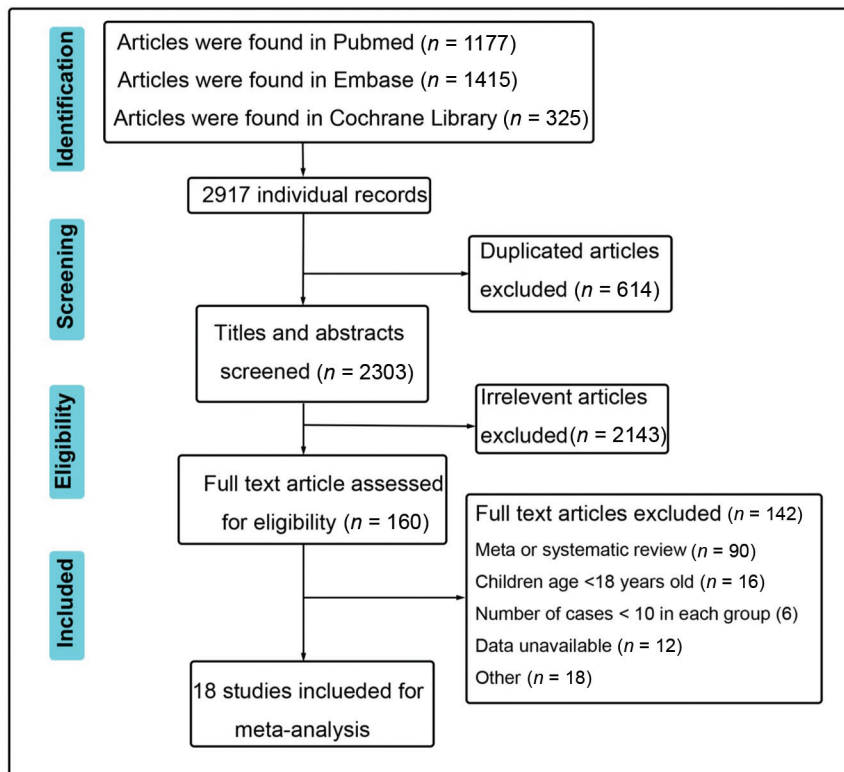 Identification
Articles were found in Pubmed (n = 1177)
Articles were found in Embase (n = 1415)
Articles were found in Cochrane Library (n = 325)
2917 individual records
Screening
Duplicated articles
excluded (n = 614)
Titles and abstracts
screened (n = 2303)
Eligibility
Irrelevent articles
excluded(n = 2143)
Full text article assessed
for eligibility (n = 160)
Included
Full text articles excluded (n = 142)
Meta or systematic review (n = 90)
Children age <18 years old (n = 16)
Number of cases < 10 in each group (6)
Data unavailable (n = 12)
Other (n = 18)
18 studies inclueded for
meta-analysis